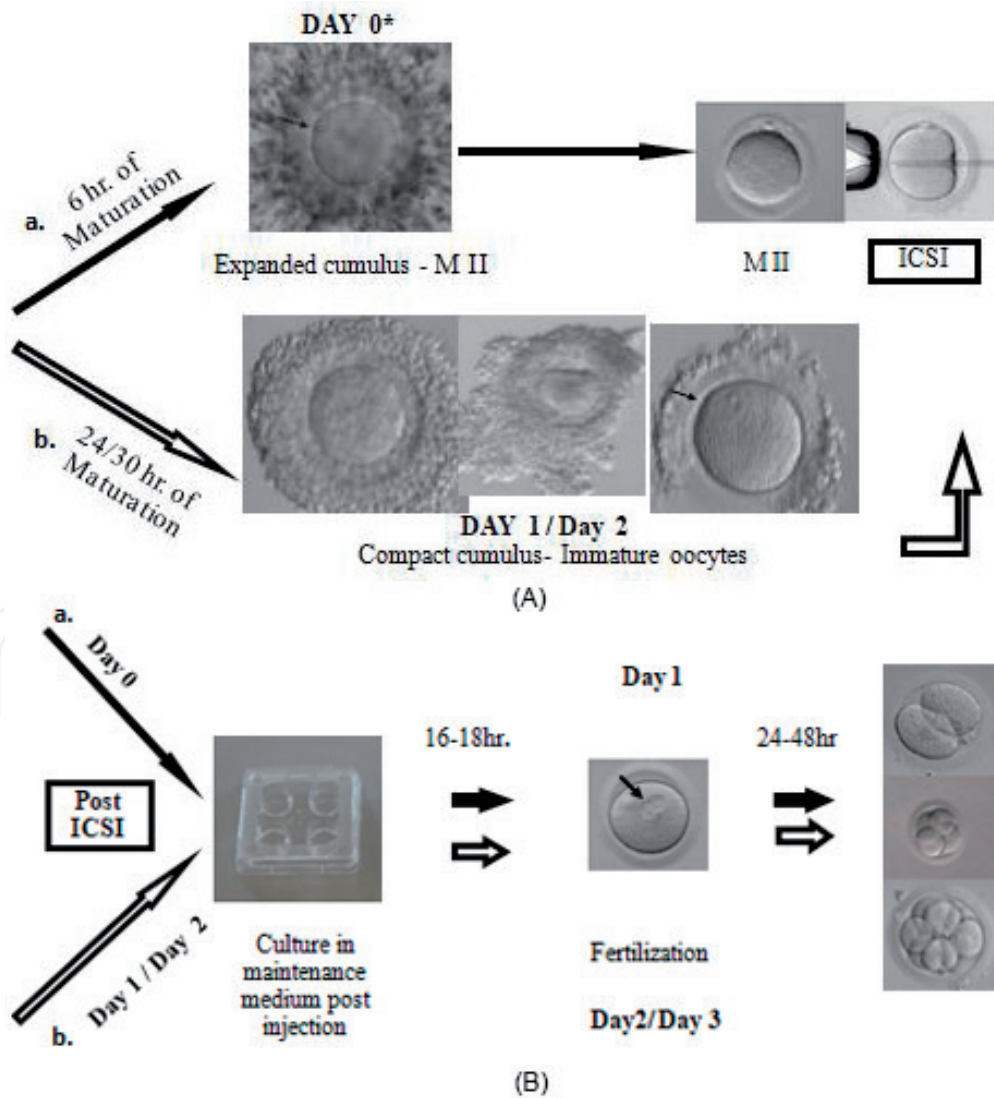 DAY 0*
a.
6 hr. of
Maturation
Expanded cumulus - M II
M II
ICSI
b.
24/30 hr. of
Maturation
DAY 1 / Day 2
Compact cumulus- Immature oocytes
(A)
a.
Day 0
Post
ICSI
b.
Day 1 / Day 2
Culture in
maintenance
medium post
injection
16-18hr.
Day 1
Fertilization
Day2/Day 3
24-48hr
(B)